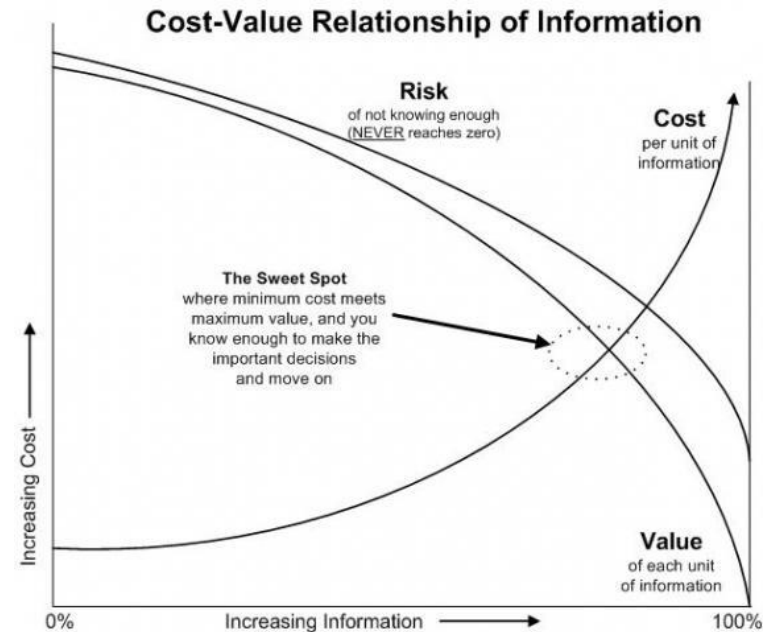 Cost-Value Relationship of Information
Risk
of not knowing enough
(NEVER reaches zero)
Cost
per unit of
information
The Sweet Spot
where minimum cost meets
maximum value, and you
know enough to make the
important decisions
and move on
Increasing Cost
Value
of each unit
of information
0%
Increasing Information
100%